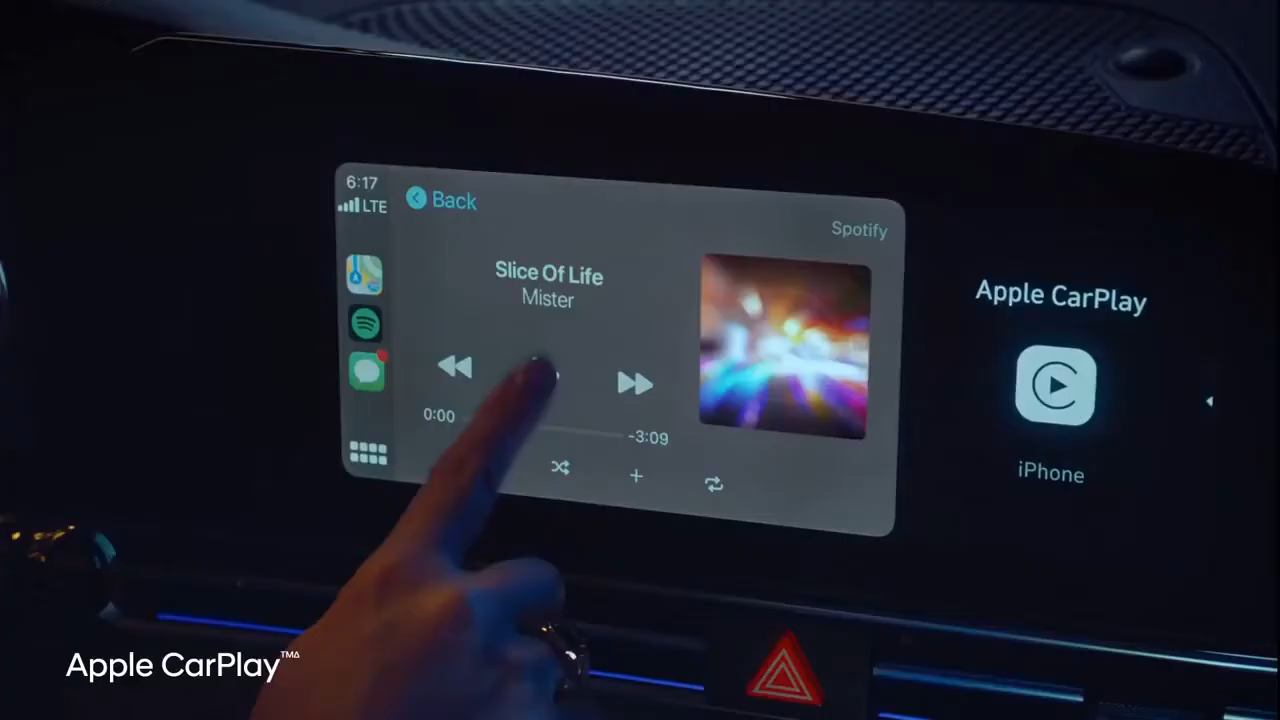 6:17
LTE
Back
Spotify
Slice Of Life
Mister
0:00
-3:09
Apple CarPlay
iPhone
Apple CarPlay™Δ